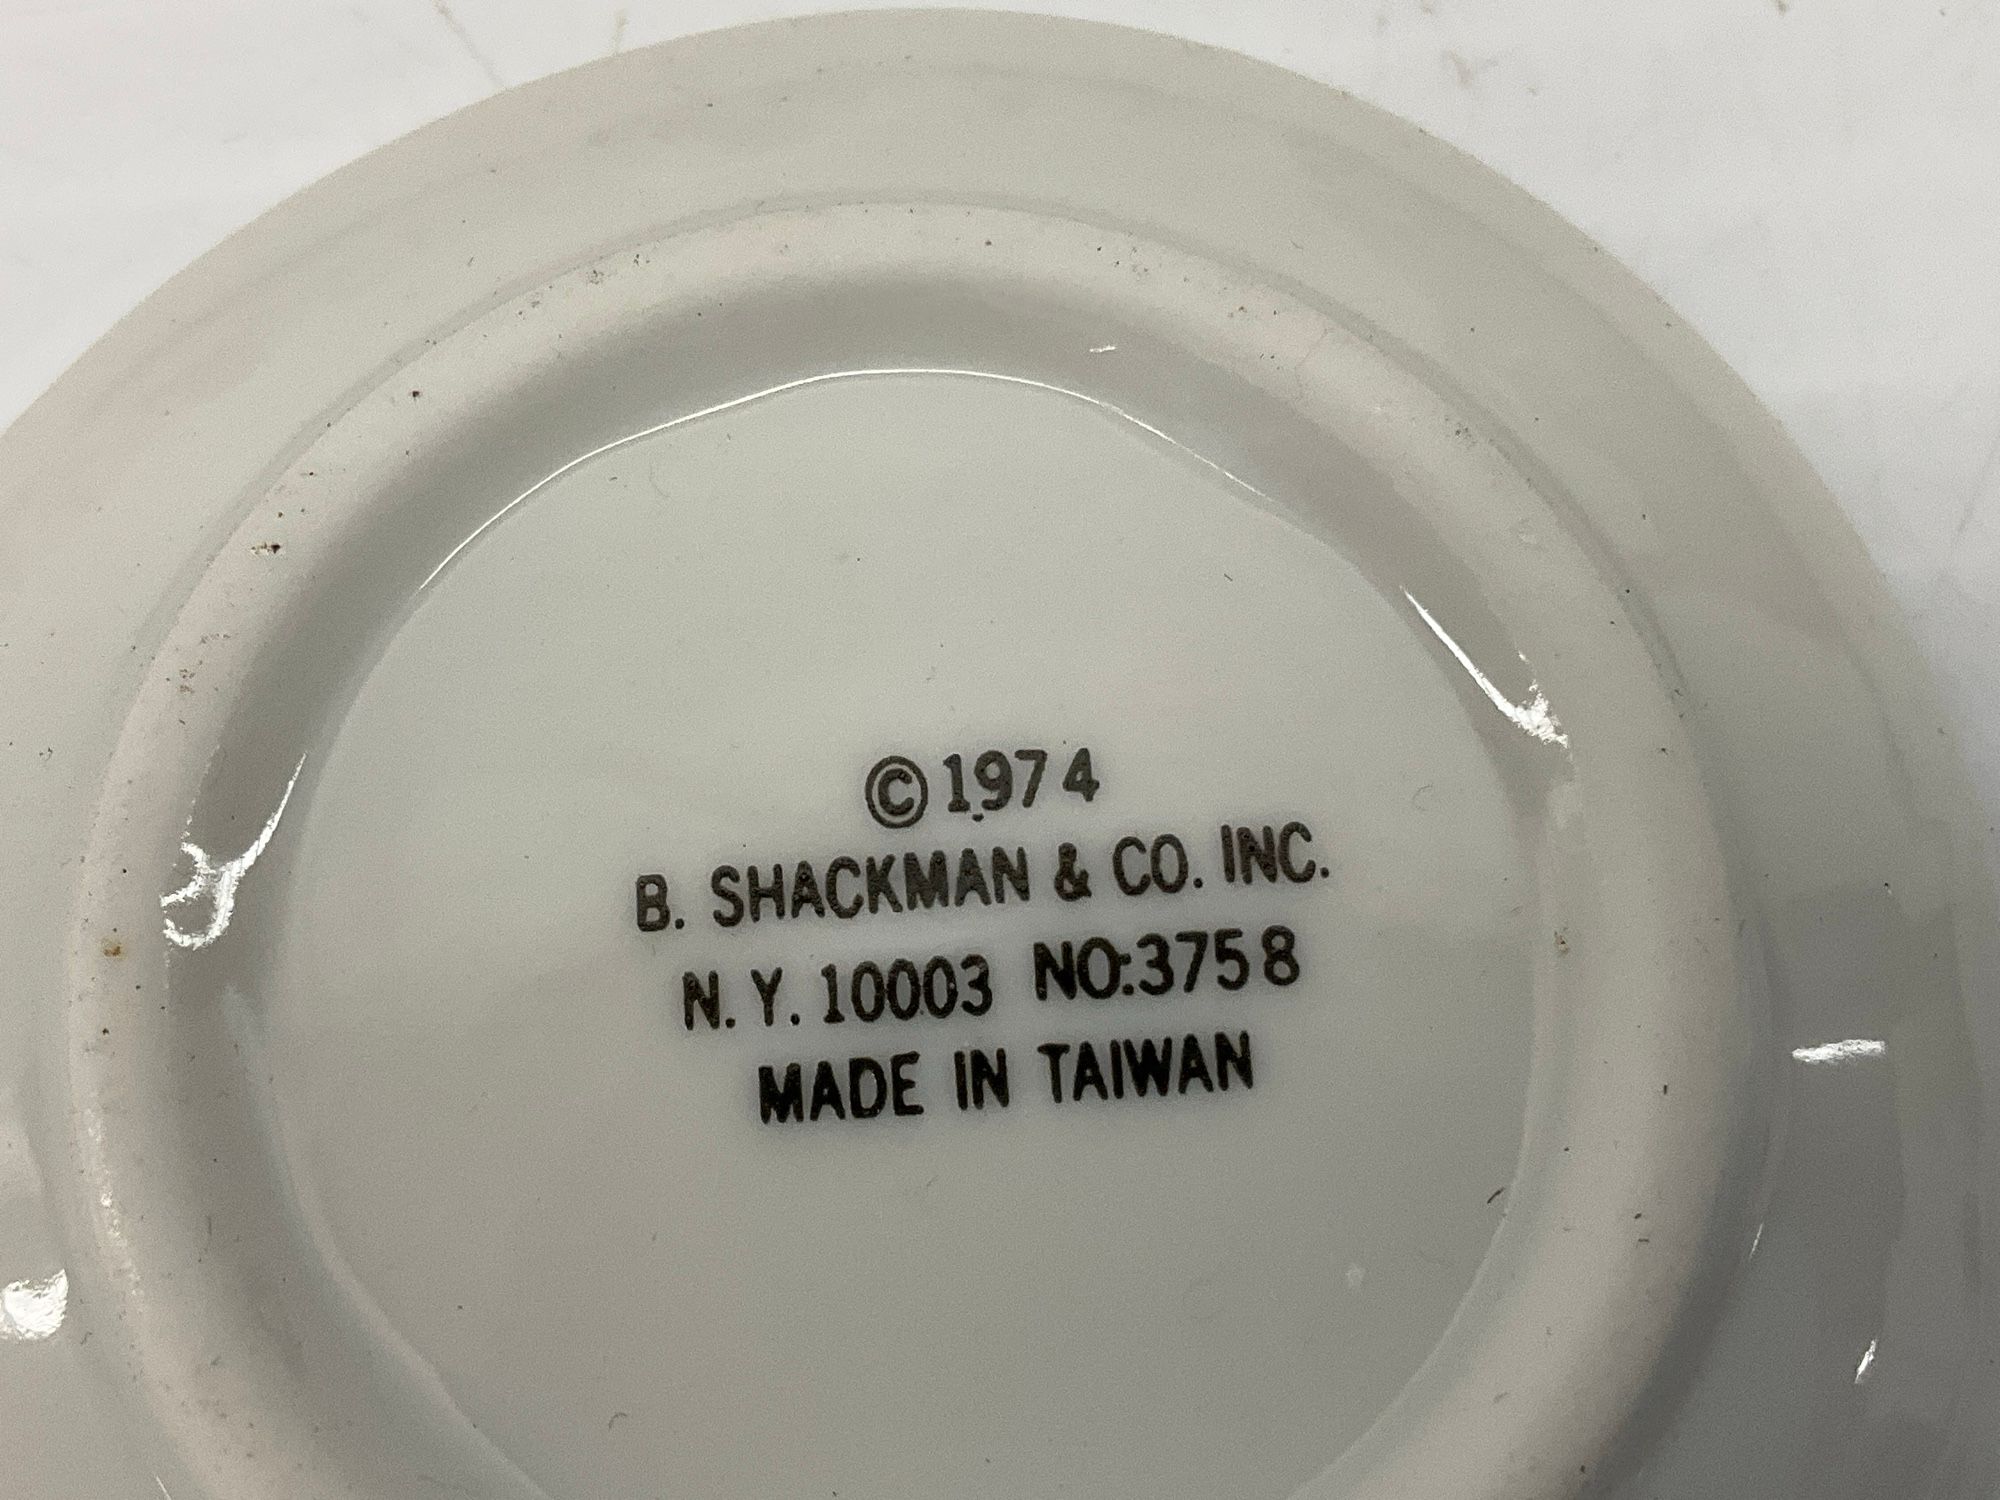 © 1974
B. SHACKMAN & CO. INC.
N.Y. 10003 NO:3758
MADE IN TAIWAN